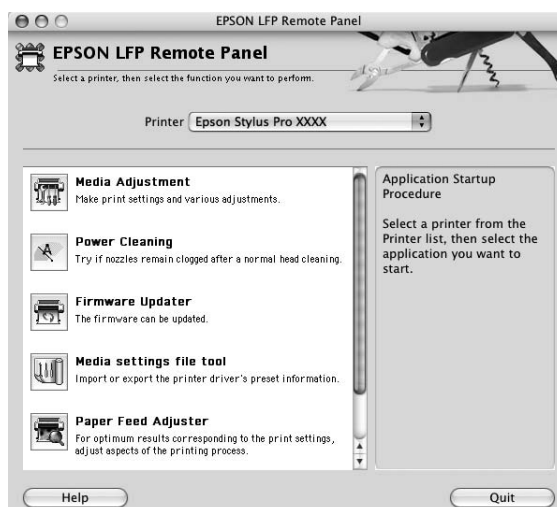 EPSON LFP Remote Panel
EPSON LFP Remote Panel
Select a printer, then select the function you want to perform.
Printer
Epson Stylus Pro XXXX
Media Adjustment
Make print settings and various adjustments.
Power Cleaning
Try if nozzles remain clogged after a normal head cleaning.
Firmware Updater
The firmware can be updated.
Media settings file tool
Import or export the printer driver's preset information.
Paper Feed Adjuster
For optimum results corresponding to the print settings,
adjust aspects of the printing process.
Application Startup
Procedure
Select a printer from the
Printer list, then select the
application you want to
start.
Help
Quit